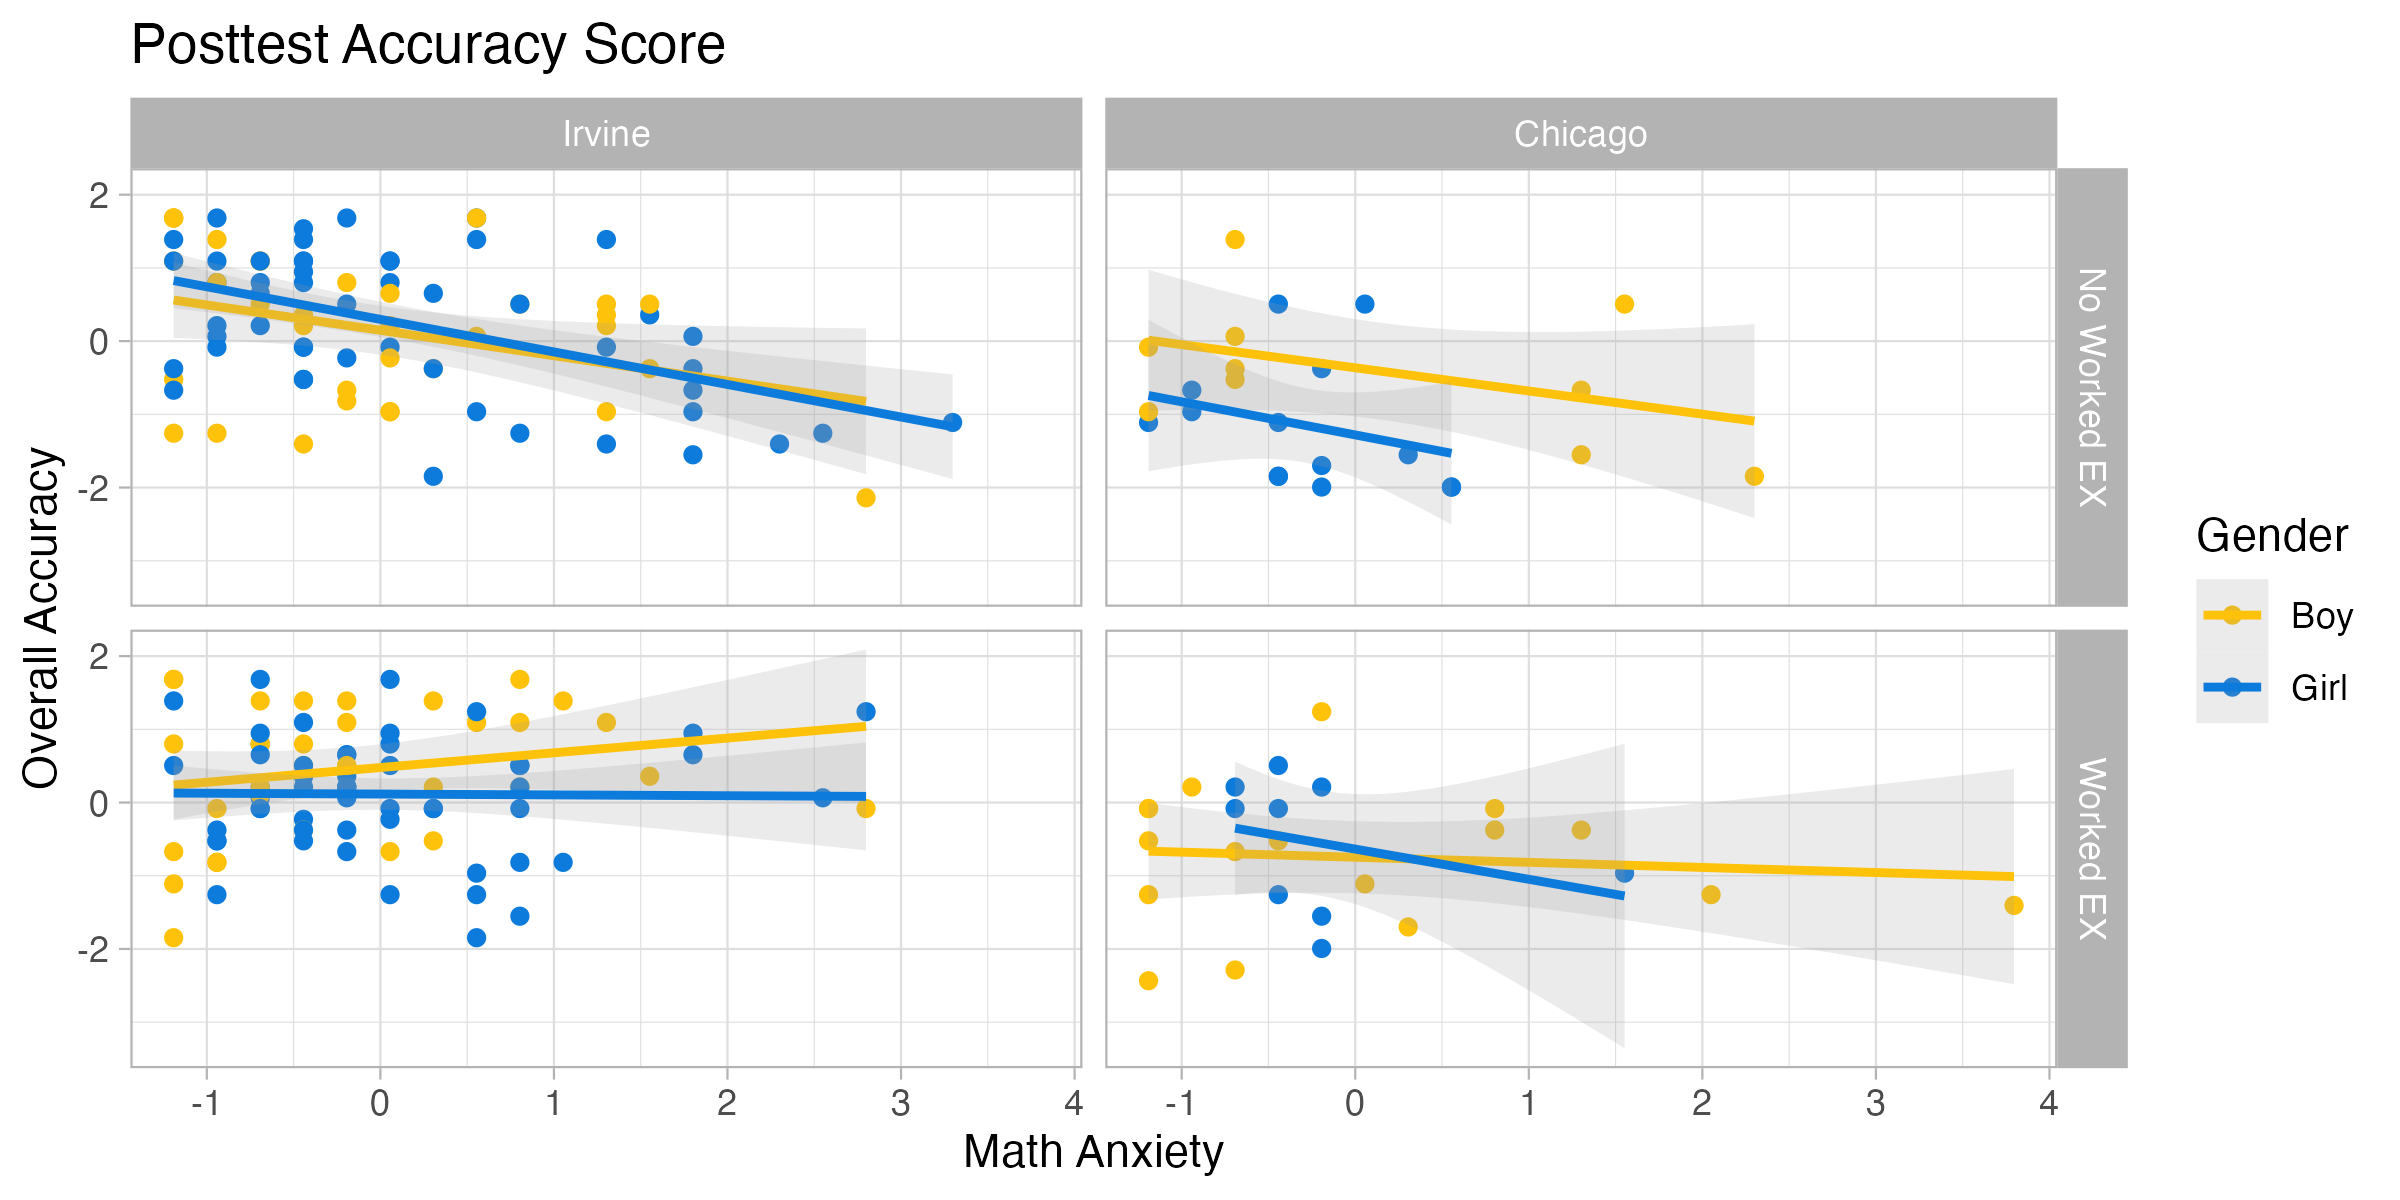 Posttest Accuracy Score
Irvine
Chicago
2
0
-2
No Worked EX
2
0
-2
Worked EX
Overall Accuracy
-1 0 1 2 3 4
-1 0 1 2 3 4
Math Anxiety
Gender
Boy
Girl